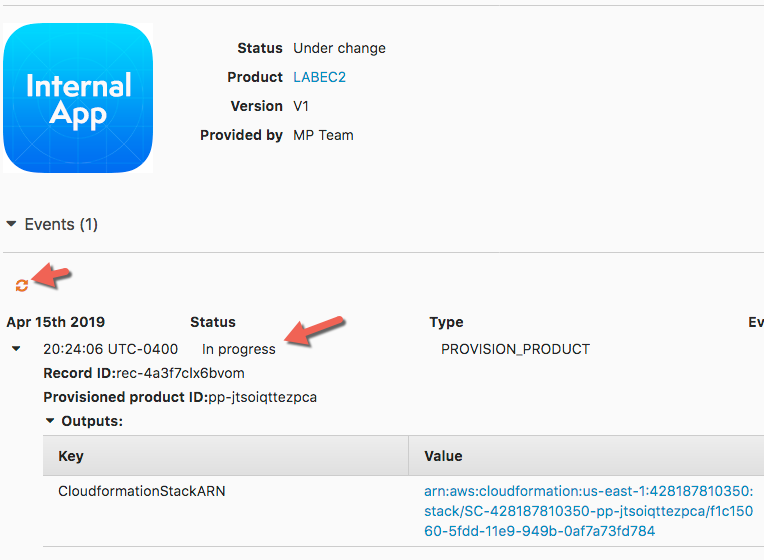 Internal
App
Status Under change
Product LABEC2
Version V1
Provided by MP Team
Events (1)
Apr 15th 2019 Status Type Ev
20:24:06 UTC-0400 In progress PROVISION_PRODUCT
Record ID:rec-4a3f7clx6bvom
Provisioned product ID:pp-jtsoiqttezpca
Outputs:
Key Value
CloudformationStackARN arn:aws:cloudformation:us-east-1:428187810350:
stack/SC-428187810350-pp-jtsoiqttezpca/f1c150
60-5fdd-11e9-949b-0af7a73fd784